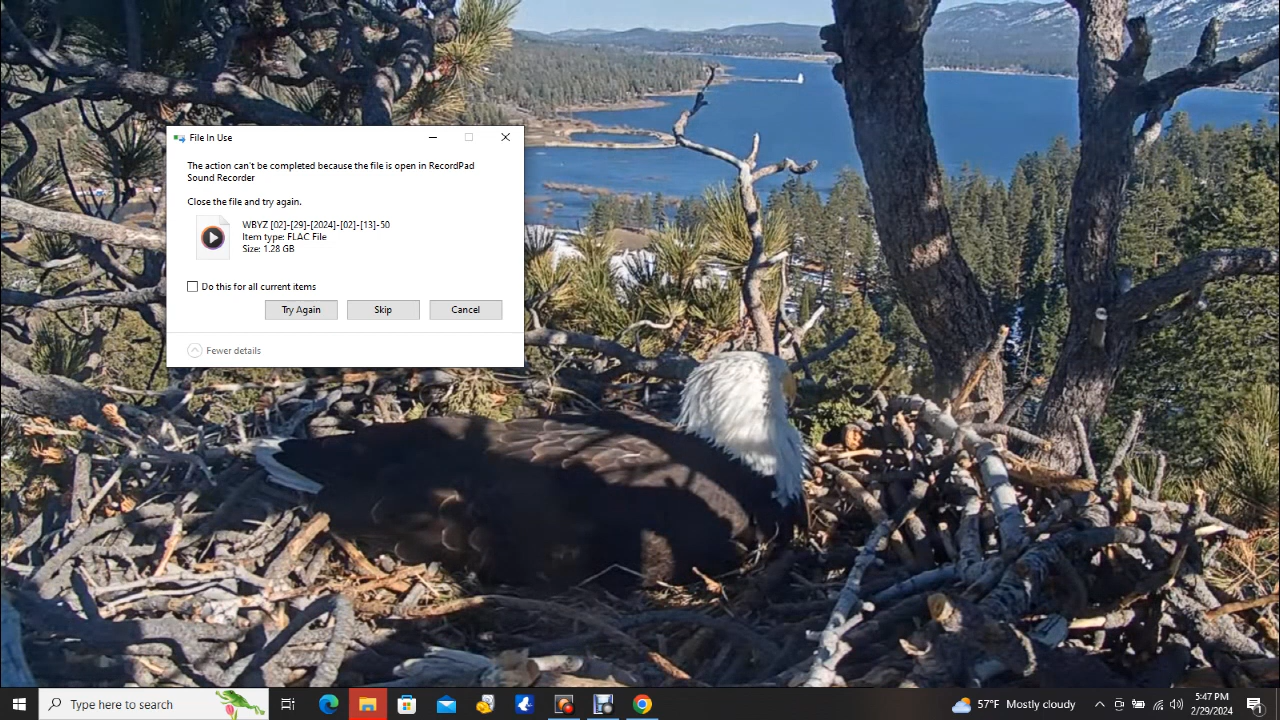 File In Use
The action can't be completed because the file is open in RecordPad
Sound Recorder
Close the file and try again.
WBYZ [02]-[29]-[2024]-[02]-[13]-50
Item type: FLAC File
Size: 1.28 GB
Do this for all current items
Try Again Skip Cancel
Fewer details
Type here to search
57°F Mostly cloudy
5:47 PM
2/29/2024
1